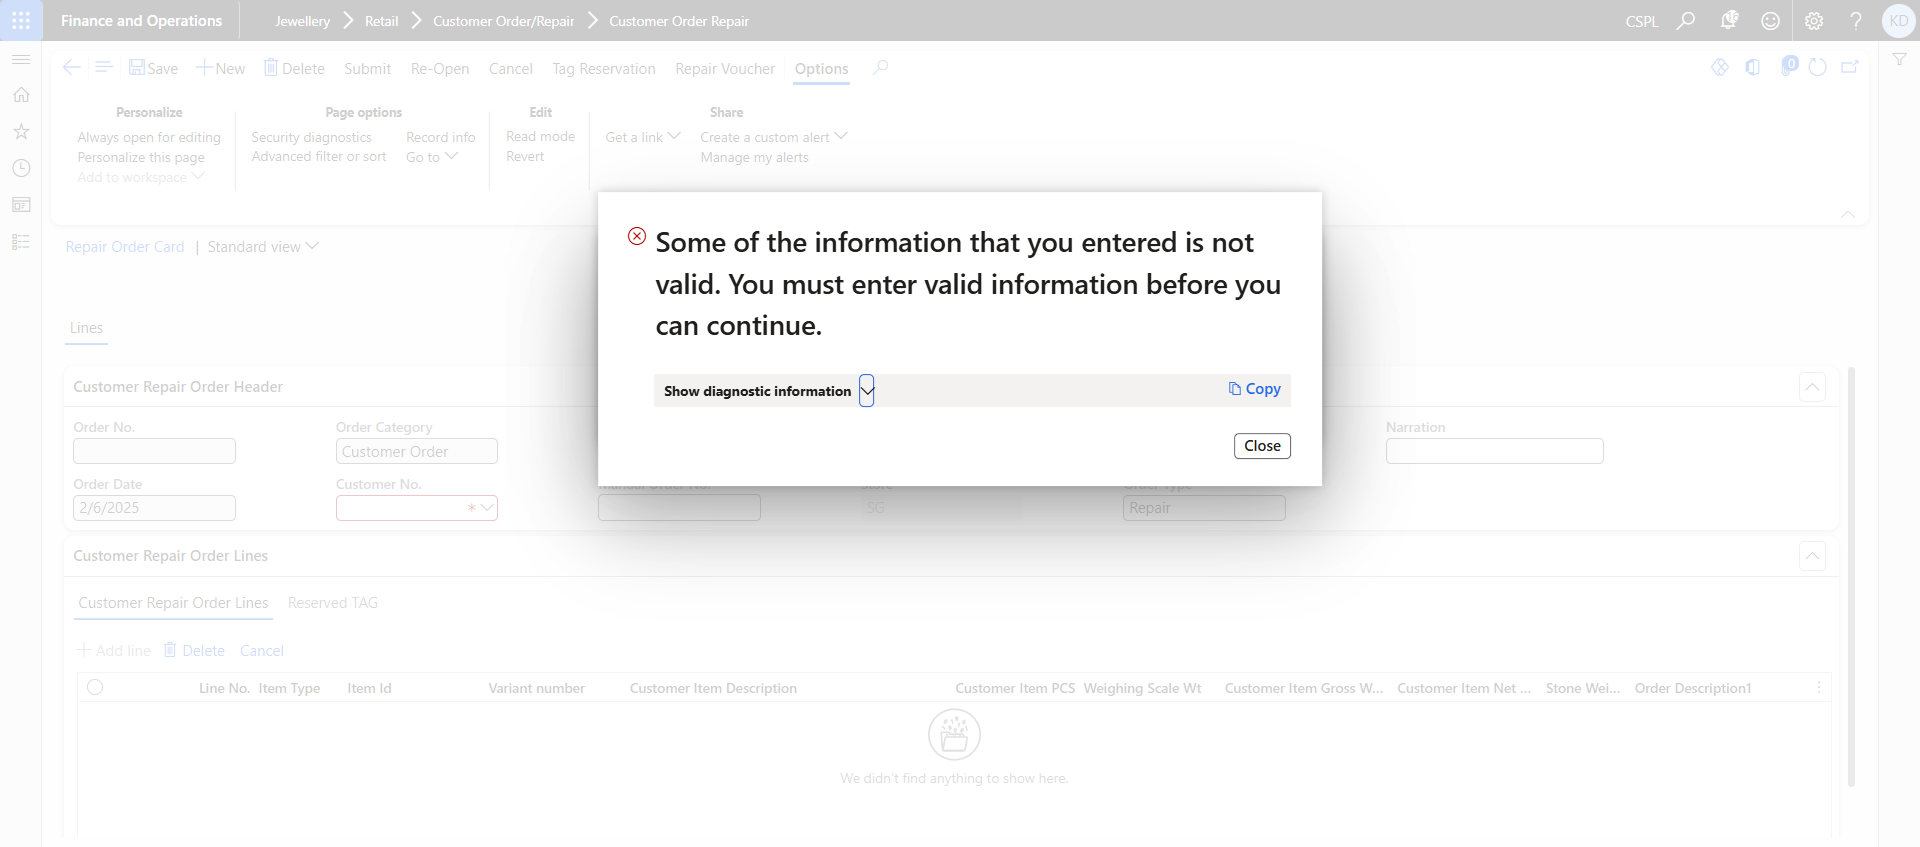 Finance and Operations
Jewellery
Retail
Customer Order/Repair
Customer Order Repair
CSPL
KD
Save
New
Delete
Submit
Re-Open
Cancel
Tag Reservation
Repair Voucher
Options
0
Personalize
Always open for editing
Personalize this page
Add to workspace
Page options
Security diagnostics
Advanced filter or sort
Record info
Go to
Edit
Read mode
Revert
Share
Get a link
Create a custom alert
Manage my alerts
Repair Order Card | Standard view
Some of the information that you entered is not
valid. You must enter valid information before you
can continue.
Show diagnostic information
Copy
Close
Lines
Customer Repair Order Header
Order No.
Order Category
Customer Order
Narration
Order Date
2/6/2025
Customer No.
*
Manual Order No.
Store
SG
Order Type
Repair
Customer Repair Order Lines
Customer Repair Order Lines
Reserved TAG
Add line
Delete
Cancel
Line No. Item Type Item Id Variant number Customer Item Description Customer Item PCS Weighing Scale Wt Customer Item Gross W... Customer Item Net ... Stone Wei... Order Description1
We didn't find anything to show here.